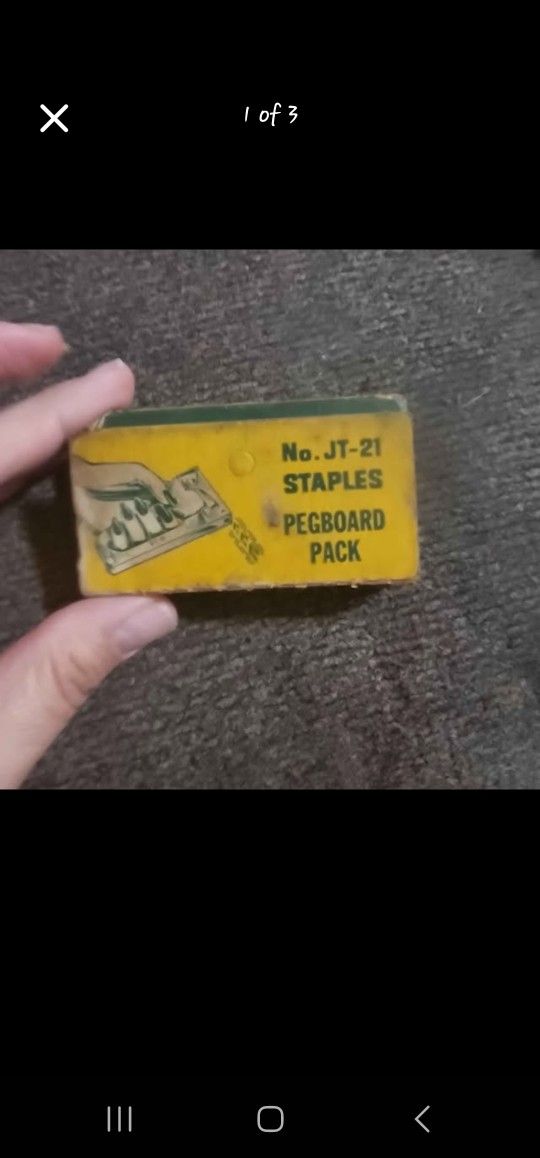 1 of 3
No. JT-21
STAPLES
PEGBOARD
PACK